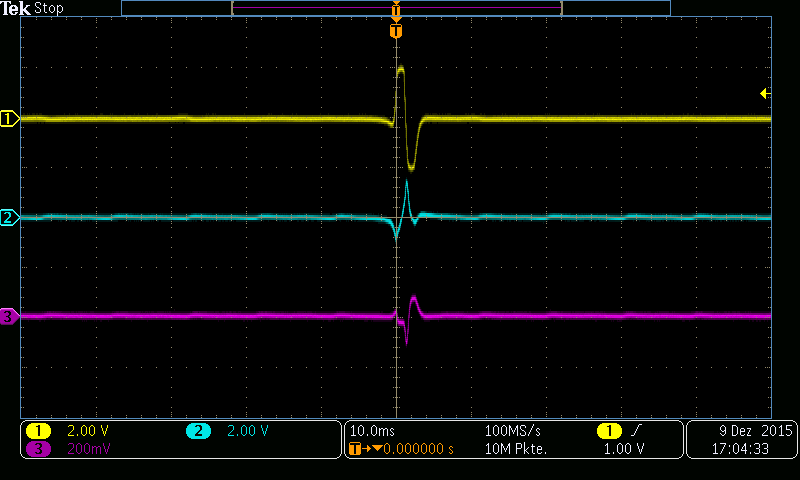 Tek Stop
T
T
1
2
3
1 2.00 V 2 2.00 V
3 200mV
10.0ms 100MS/s 1
T→▼0.000000 s 10M Pkte. 1.00 V
9 Dez 2015
17:04:33